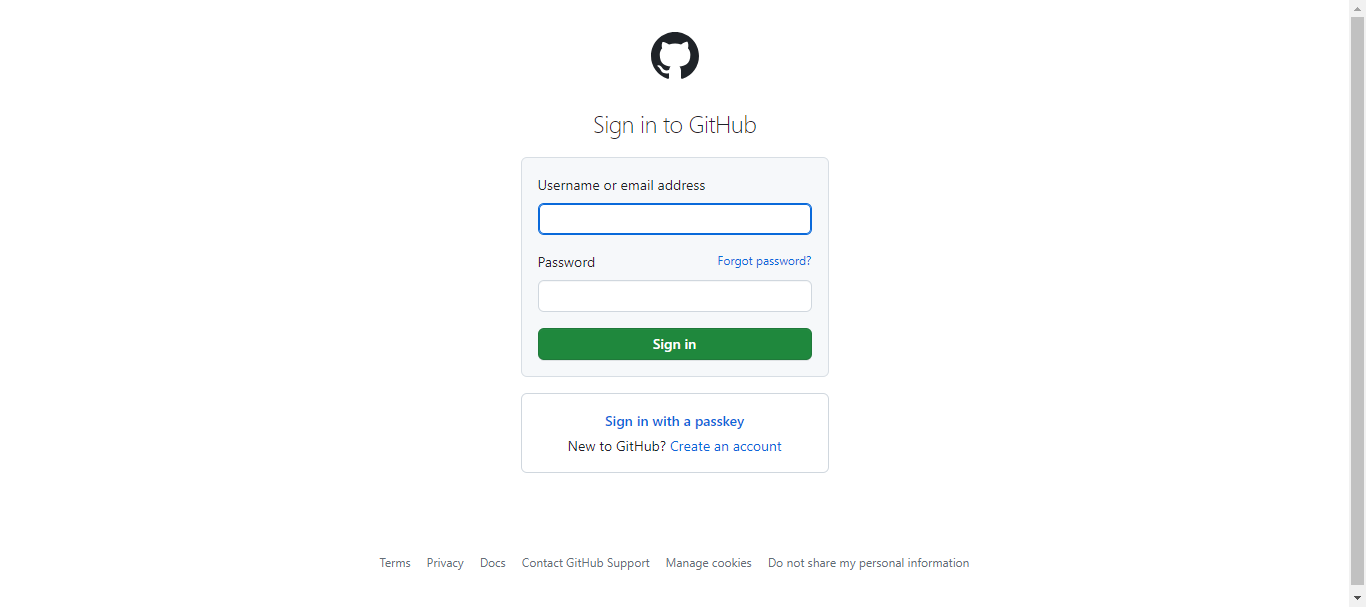 Sign in to GitHub
Username or email address
Password Forgot password?
Sign in
Sign in with a passkey
New to GitHub? Create an account
Terms Privacy Docs Contact GitHub Support Manage cookies Do not share my personal information